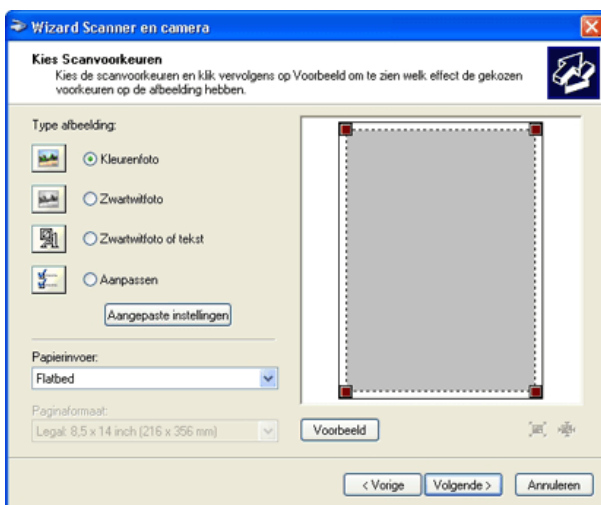 Wizard Scanner en camera
Kies Scanvoorkeuren
Kies de scanvoorkeuren en klik vervolgens op Voorbeeld om te zien welk effect de gekozen
voorkeuren op de afbeelding hebben.
Type afbeelding:
Kleurenfoto
Zwartwitfoto
Zwartwitfoto of tekst
Aanpassen
Aangepaste instellingen
Papierinvoer:
Flatbed
Paginaformaat:
Legal: 8,5 x 14 inch (216 x 356 mm)
Voorbeeld
< Vorige
Volgende >
Annuleren